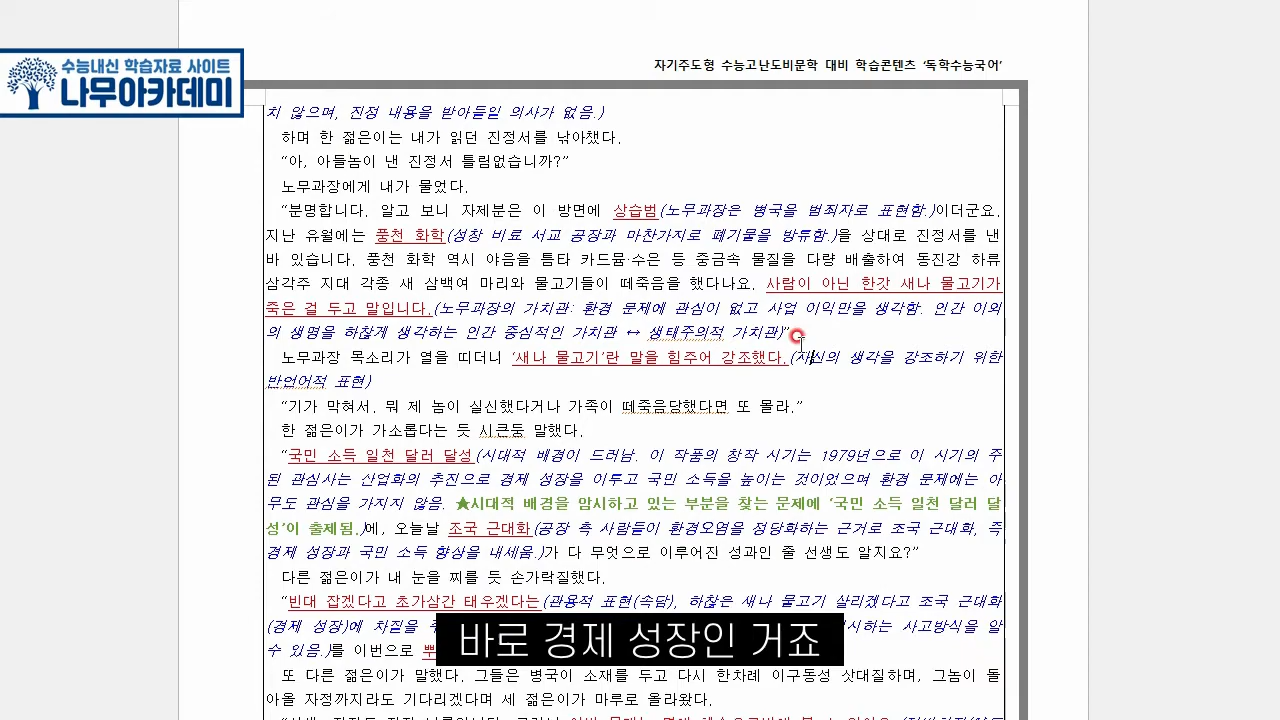 자기주도형 수능고난도비문학 대비 학습콘텐츠 '독학수능국어'
수능내신 학습자료 사이트
나무아카데미
치 않으며, 진정 내용을 받아들일 의사가 없음.)
하며 한 젊은이는 내가 읽던 진정서를 낚아챘다.
"아, 아들놈이 낸 진정서 틀림없습니까?"
노무과장에게 내가 물었다.
"분명합니다. 알고 보니 자제분은 이 방면에 상습범(노무과장은 병국을 범죄자로 표현함.)이더군요.
지난 유월에는 풍천 화학(성창 비료 서교 공장과 마찬가지로 폐기물을 방류함.)을 상대로 진정서를 낸
바 있습니다. 풍천 화학 역시 야음을 틈타 카드뮴·수은 등 중금속 물질을 다량 배출하여 동진강 하류
삼각주 지대 각종 새 삼백여 마리와 물고기들이 떼죽음을 했다나요. 사람이 아닌 한갓 새나 물고기가
죽은 걸 두고 말입니다.(노무과장의 가치관: 환경 문제에 관심이 없고 사업 이익만을 생각함. 인간 이외
의 생명을 하찮게 생각하는 인간 중심적인 가치관 ↔ 생태주의적 가치관)"
노무과장 목소리가 열을 띠더니 '새나 물고기'란 말을 힘주어 강조했다.(자신의 생각을 강조하기 위한
반언어적 표현)
"기가 막혀서. 뭐 제 놈이 실신했다거나 가족이 떼죽음당했다면 또 몰라."
한 젊은이가 가소롭다는 듯 시큰둥 말했다.
"국민 소득 일천 달러 달성(시대적 배경이 드러남. 이 작품의 창작 시기는 1979년으로 이 시기의 주
된 관심사는 산업화의 추진으로 경제 성장을 이루고 국민 소득을 높이는 것이었으며 환경 문제에는 아
무도 관심을 가지지 않음. ★시대적 배경을 암시하고 있는 부분을 찾는 문제에 '국민 소득 일천 달러 달
성'이 출제됨.)에, 오늘날 조국 근대화(공장 측 사람들이 환경오염을 정당화하는 근거로 조국 근대화, 즉
경제 성장과 국민 소득 향상을 내세움.)가 다 무엇으로 이루어진 성과인 줄 선생도 알지요?"
다른 젊은이가 내 눈을 찌를 듯 손가락질했다.
"빈대 잡겠다고 초가삼간 태우겠다는(관용적 표현(속담), 하찮은 새나 물고기 살리겠다고 조국 근대화
(경제 성장)에 차질을 시하는 사고방식을 알
수 있음.)를 이번으로
바로 경제 성장인 거죠
또 다른 젊은이가 말했다. 그들은 병국이 소재를 두고 다시 한차례 이구동성 삿대질하며, 그놈이 돌
아올 자정까지라도 기다리겠다며 세 젊은이가 마루로 올라왔다.